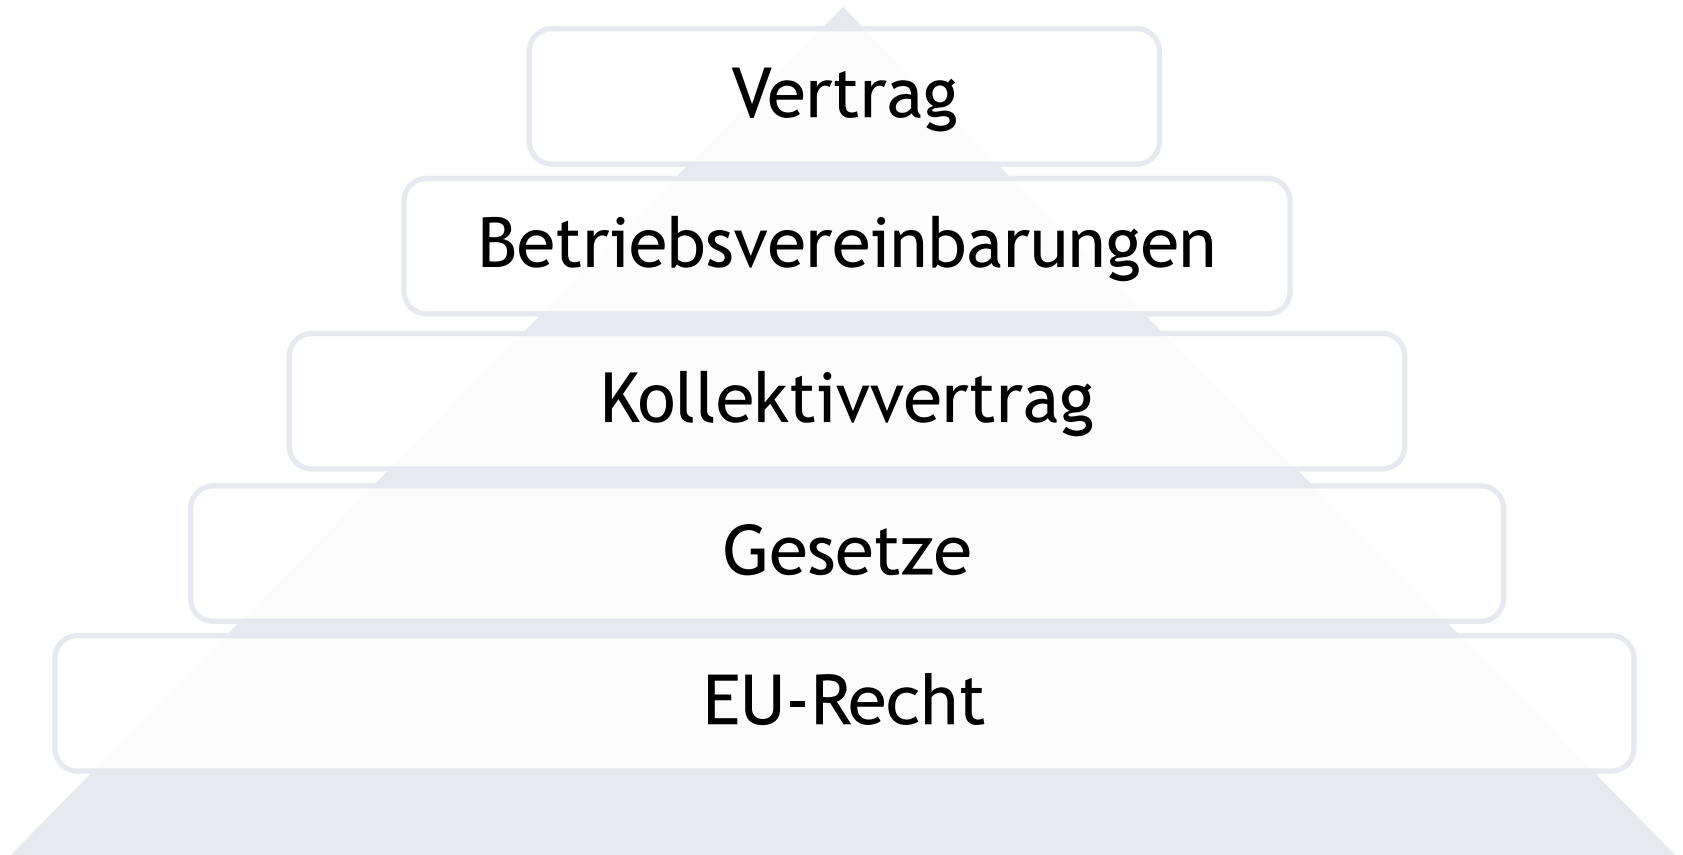 Vertrag
Betriebsvereinbarungen
Kollektivvertrag
Gesetze
EU-Recht